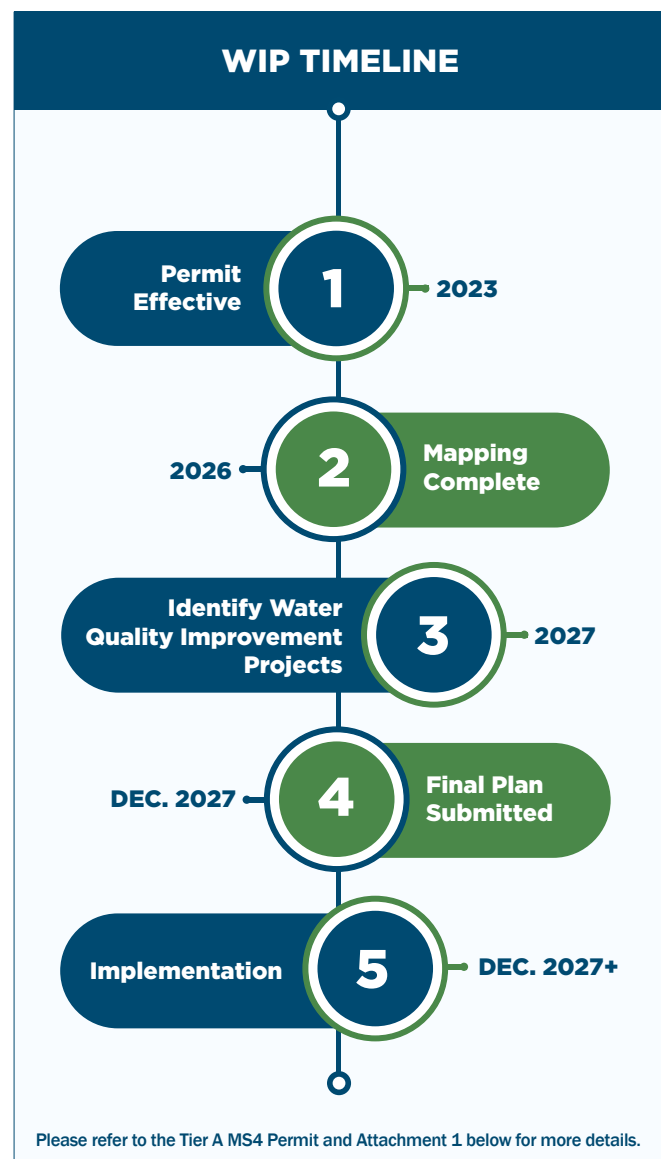 WIP TIMELINE
Permit
Effective
1
2023
2026
2
Mapping
Complete
Identify Water
Quality Improvement
Projects
3
2027
DEC. 2027
4
Final Plan
Submitted
Implementation
5
DEC. 2027+
Please refer to the Tier A MS4 Permit and Attachment 1 below for more details.